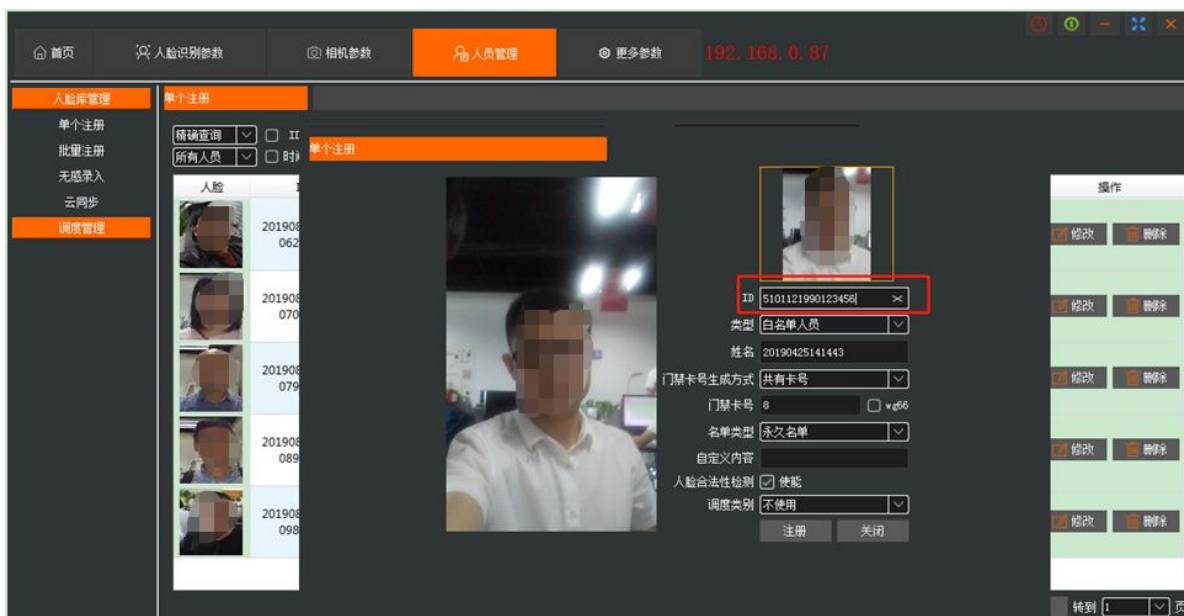 首页 人脸识别参数 相机参数 人员管理 更多参数 192.168.0.87
人脸库管理
单个注册
批量注册
无感录入
云同步
调度管理
单个注册
精确查询
所有人员 时间
人脸
201908
062
201908
070
201908
079
201908
089
201908
098
单个注册
ID 5101121990123456
类型 白名单人员
姓名 20190425141443
门禁卡号生成方式 共有卡号
门禁卡号 8 wg66
名单类型 永久名单
自定义内容
人脸合法性检测 使能
调度类别 不使用
注册 关闭
操作
修改 删除
修改 删除
修改 删除
修改 删除
修改 删除
转到 1 页